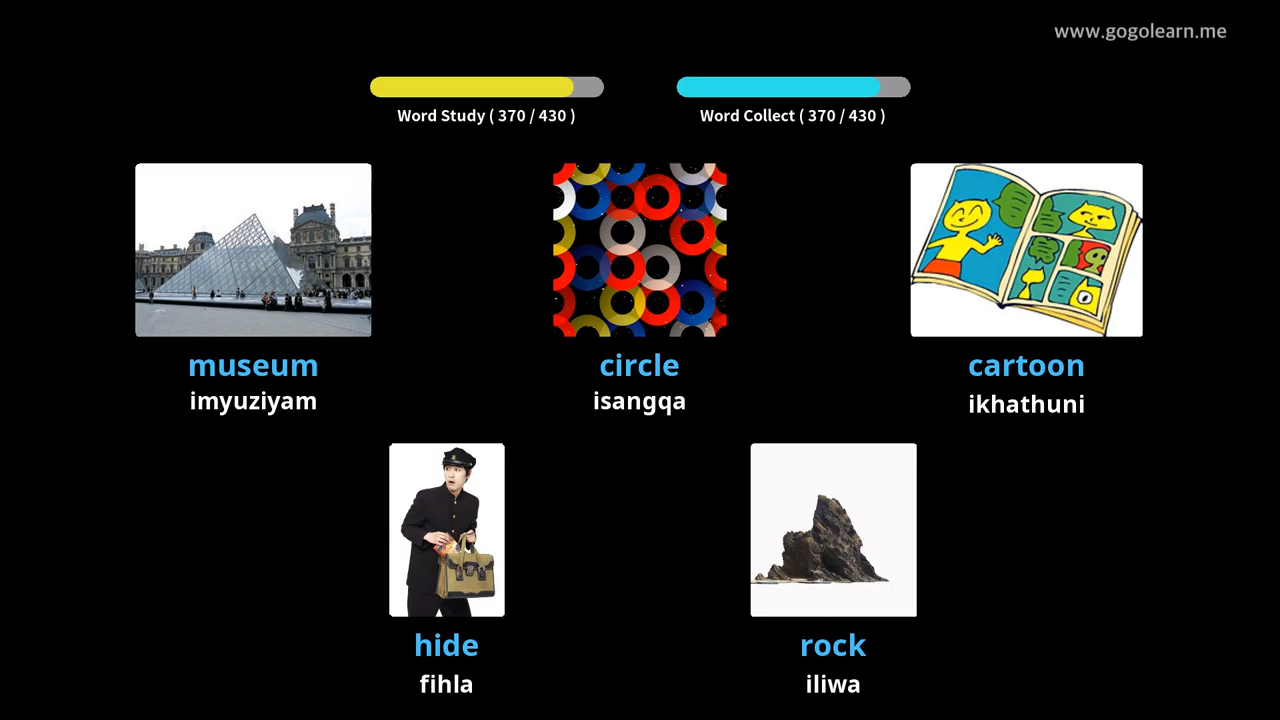 www.gogolearn.me
Word Study ( 370 / 430 )
Word Collect ( 370 / 430 )
museum
imyuziyam
circle
isangqa
cartoon
ikhathuni
hide
fihla
rock
iliwa